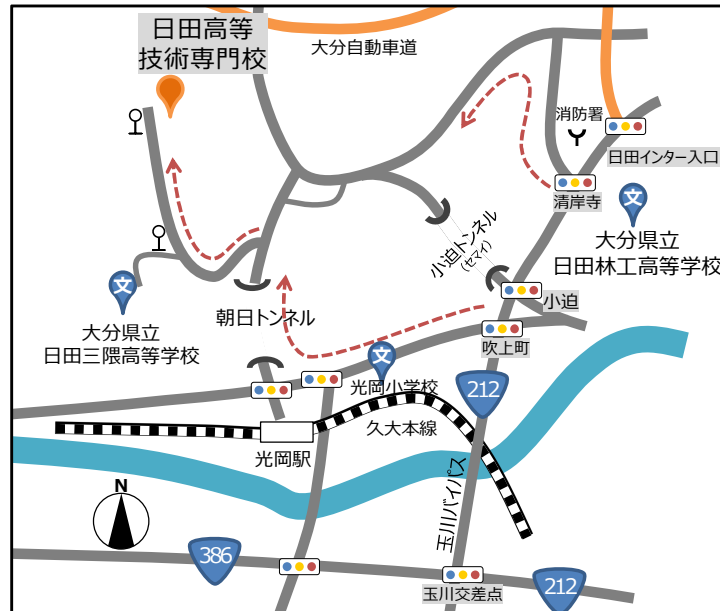 日田高等
技術専門校
大分自動車道
消防署
日田インター入口
清岸寺
大分県立
日田林工高等学校
小迫トンネル
(セマイ)
小迫
朝日トンネル
大分県立
日田三隈高等学校
吹上町
文
文
文
光岡小学校
212
久大本線
光岡駅
玉川バイパス
N
386
玉川交差点
212